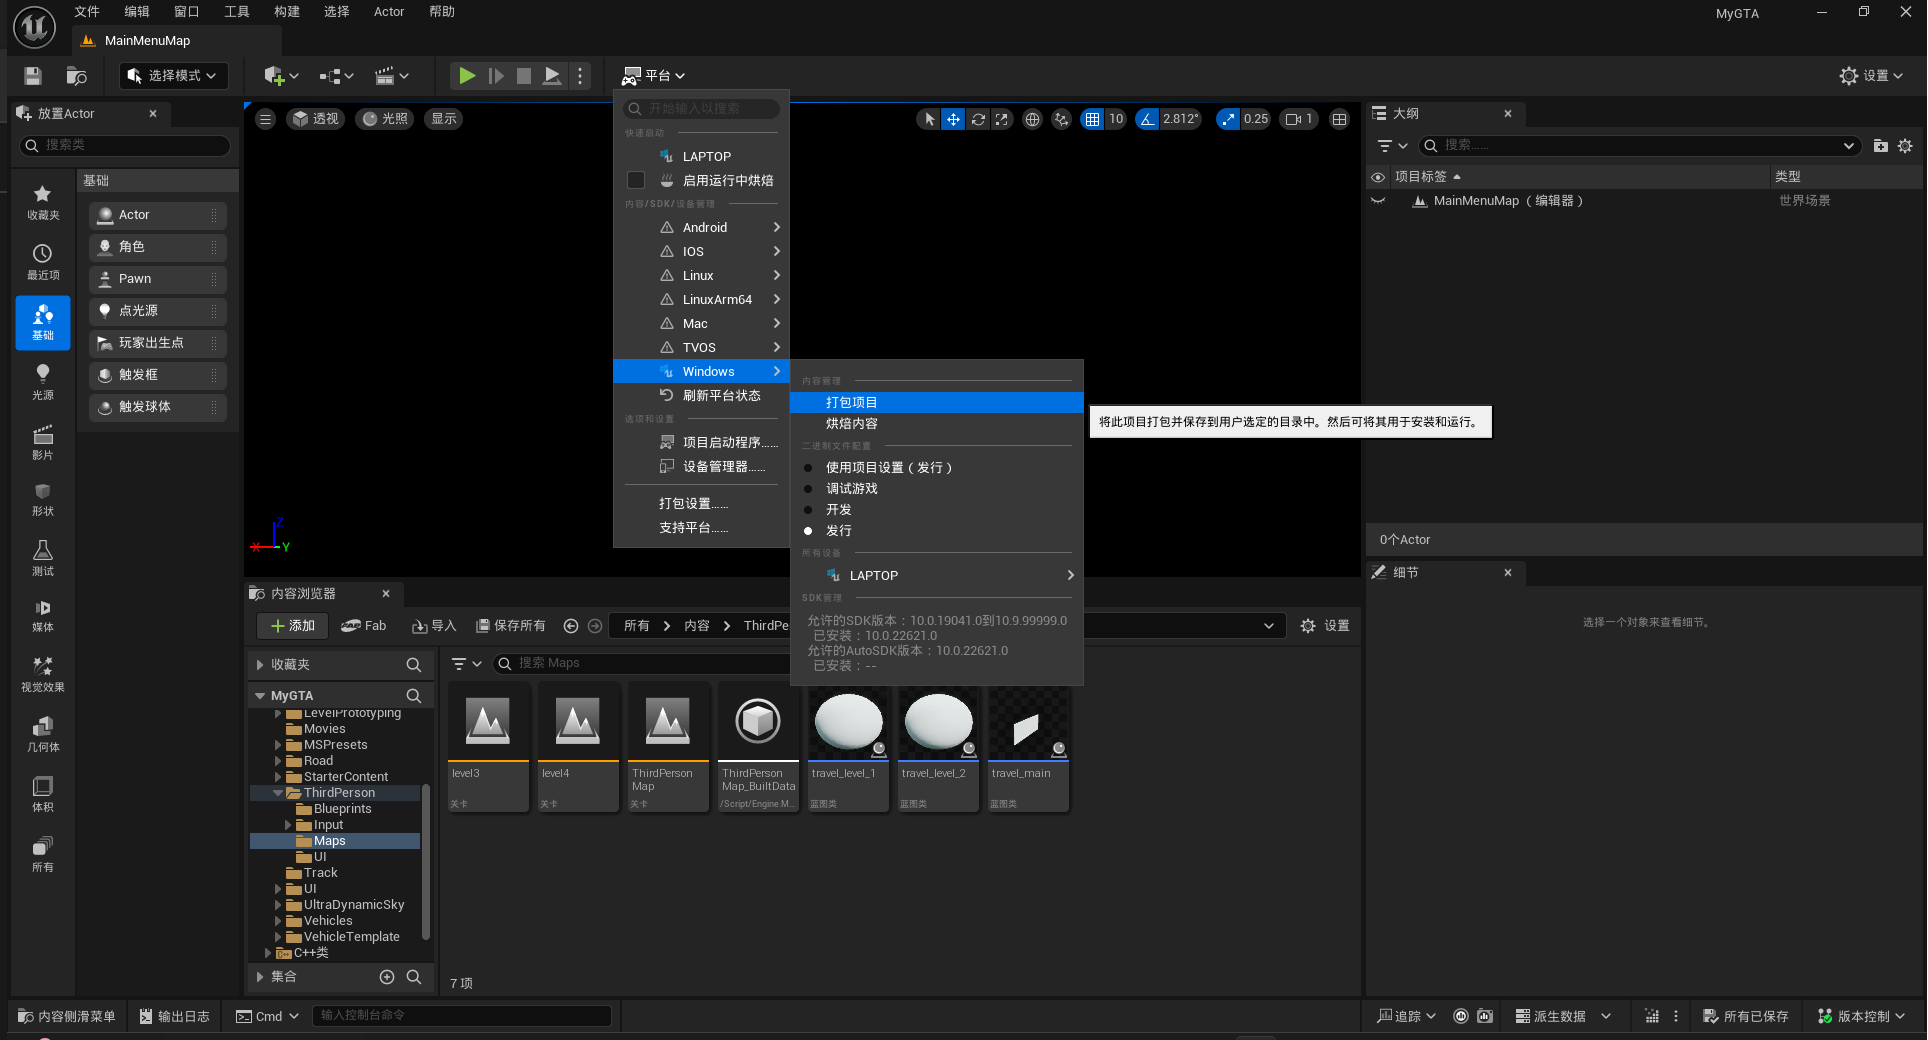 文件 编辑 窗口 工具 构建 选择 Actor 帮助
MyGTA
MainMenuMap
选择模式
平台
设置
放置Actor
搜索类
基础
收藏夹
最近项
基础
光源
影片
形状
测试
媒体
视觉效果
几何体
体积
所有
Actor
角色
Pawn
点光源
玩家出生点
触发框
触发球体
透视 光照 显示
10 2.812° 0.25 1
开始输入以搜索
快速启动
LAPTOP
启用运行中烘焙
内容/SDK/设备管理
Android
IOS
Linux
LinuxArm64
Mac
TVOS
Windows
刷新平台状态
选项和设置
项目启动程序……
设备管理器……
打包设置……
支持平台……
内容管理
打包项目
烘焙内容
二进制文件配置
使用项目设置（发行）
调试游戏
开发
发行
所有设备
LAPTOP
SDK管理
允许的SDK版本：10.0.19041.0到10.9.99999.0
已安装：10.0.22621.0
允许的AutoSDK版本：10.0.22621.0
已安装：--
将此项目打包并保存到用户选定的目录中。然后可将其用于安装和运行。
Z
X Y
大纲
搜索……
项目标签 类型
MainMenuMap（编辑器） 世界场景
0个Actor
细节
选择一个对象来查看细节。
内容浏览器
添加 Fab 导入 保存所有 所有 内容 ThirdPe
设置
收藏夹
搜索 Maps
MyGTA
LevelPrototyping
Movies
MSPresets
Road
StarterContent
ThirdPerson
Blueprints
Input
Maps
UI
Track
UI
UltraDynamicSky
Vehicles
VehicleTemplate
C++类
集合
level3
关卡
level4
关卡
ThirdPerson
Map
关卡
ThirdPerson
Map_BuiltData
/Script/Engine.M...
travel_level_1
蓝图类
travel_level_2
蓝图类
travel_main
蓝图类
7 项
内容侧滑菜单 输出日志 Cmd 输入控制台命令
追踪 派生数据 所有已保存 版本控制